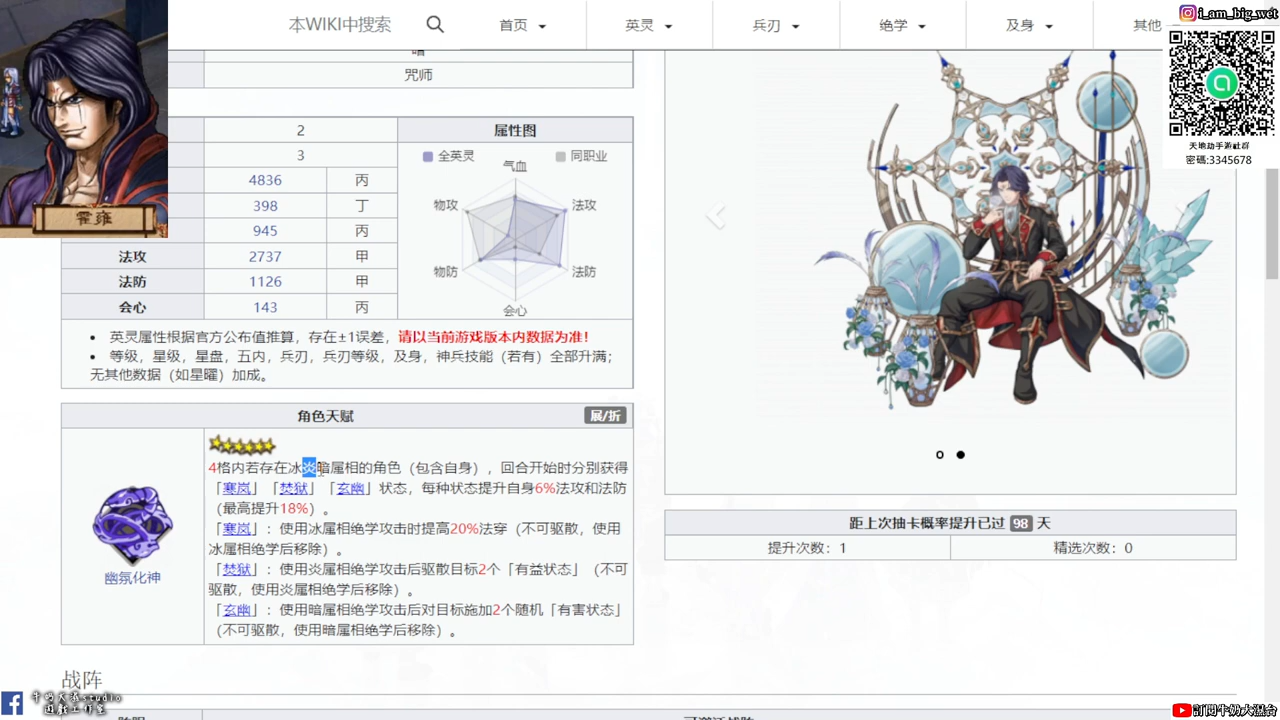 本WIKI中搜索
首页
英灵
兵刃
绝学
及身
其他
i_am_big_wet
天地劫手游社群
密碼:3345678
霍雍
暗
咒师
2
3
4836 丙
398 丁
945 丙
法攻 2737 甲
法防 1126 甲
会心 143 丙
属性图
全英灵 同职业
气血
物攻 法攻
物防 法防
会心
英灵属性根据官方公布值推算，存在±1误差，请以当前游戏版本内数据为准！
等级，星级，星盘，五内，兵刃，兵刃等级，及身，神兵技能（若有）全部升满；
无其他数据（如星曜）加成。
角色天赋 展/折
幽氛化神
4格内若存在冰炎暗属相的角色（包含自身），回合开始时分别获得
「寒岚」「焚狱」「玄幽」状态，每种状态提升自身6%法攻和法防
（最高提升18%）。
「寒岚」：使用冰属相绝学攻击时提高20%法穿（不可驱散，使用
冰属相绝学后移除）。
「焚狱」：使用炎属相绝学攻击后驱散目标2个「有益状态」（不可
驱散，使用炎属相绝学后移除）。
「玄幽」：使用暗属相绝学攻击后对目标施加2个随机「有害状态」
（不可驱散，使用暗属相绝学后移除）。
距上次抽卡概率提升已过 98 天
提升次数：1 精选次数：0
战阵
訂閱牛奶大濕台